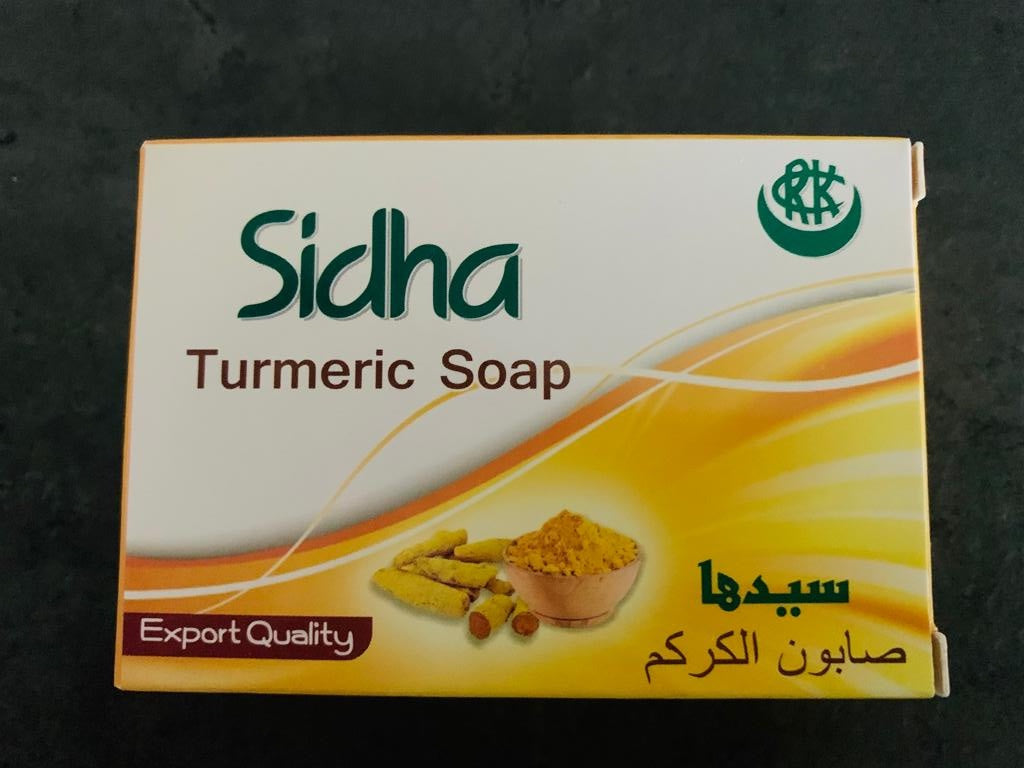 Sidha
Turmeric Soap
Export Quality
سيدها
صابون الكركم